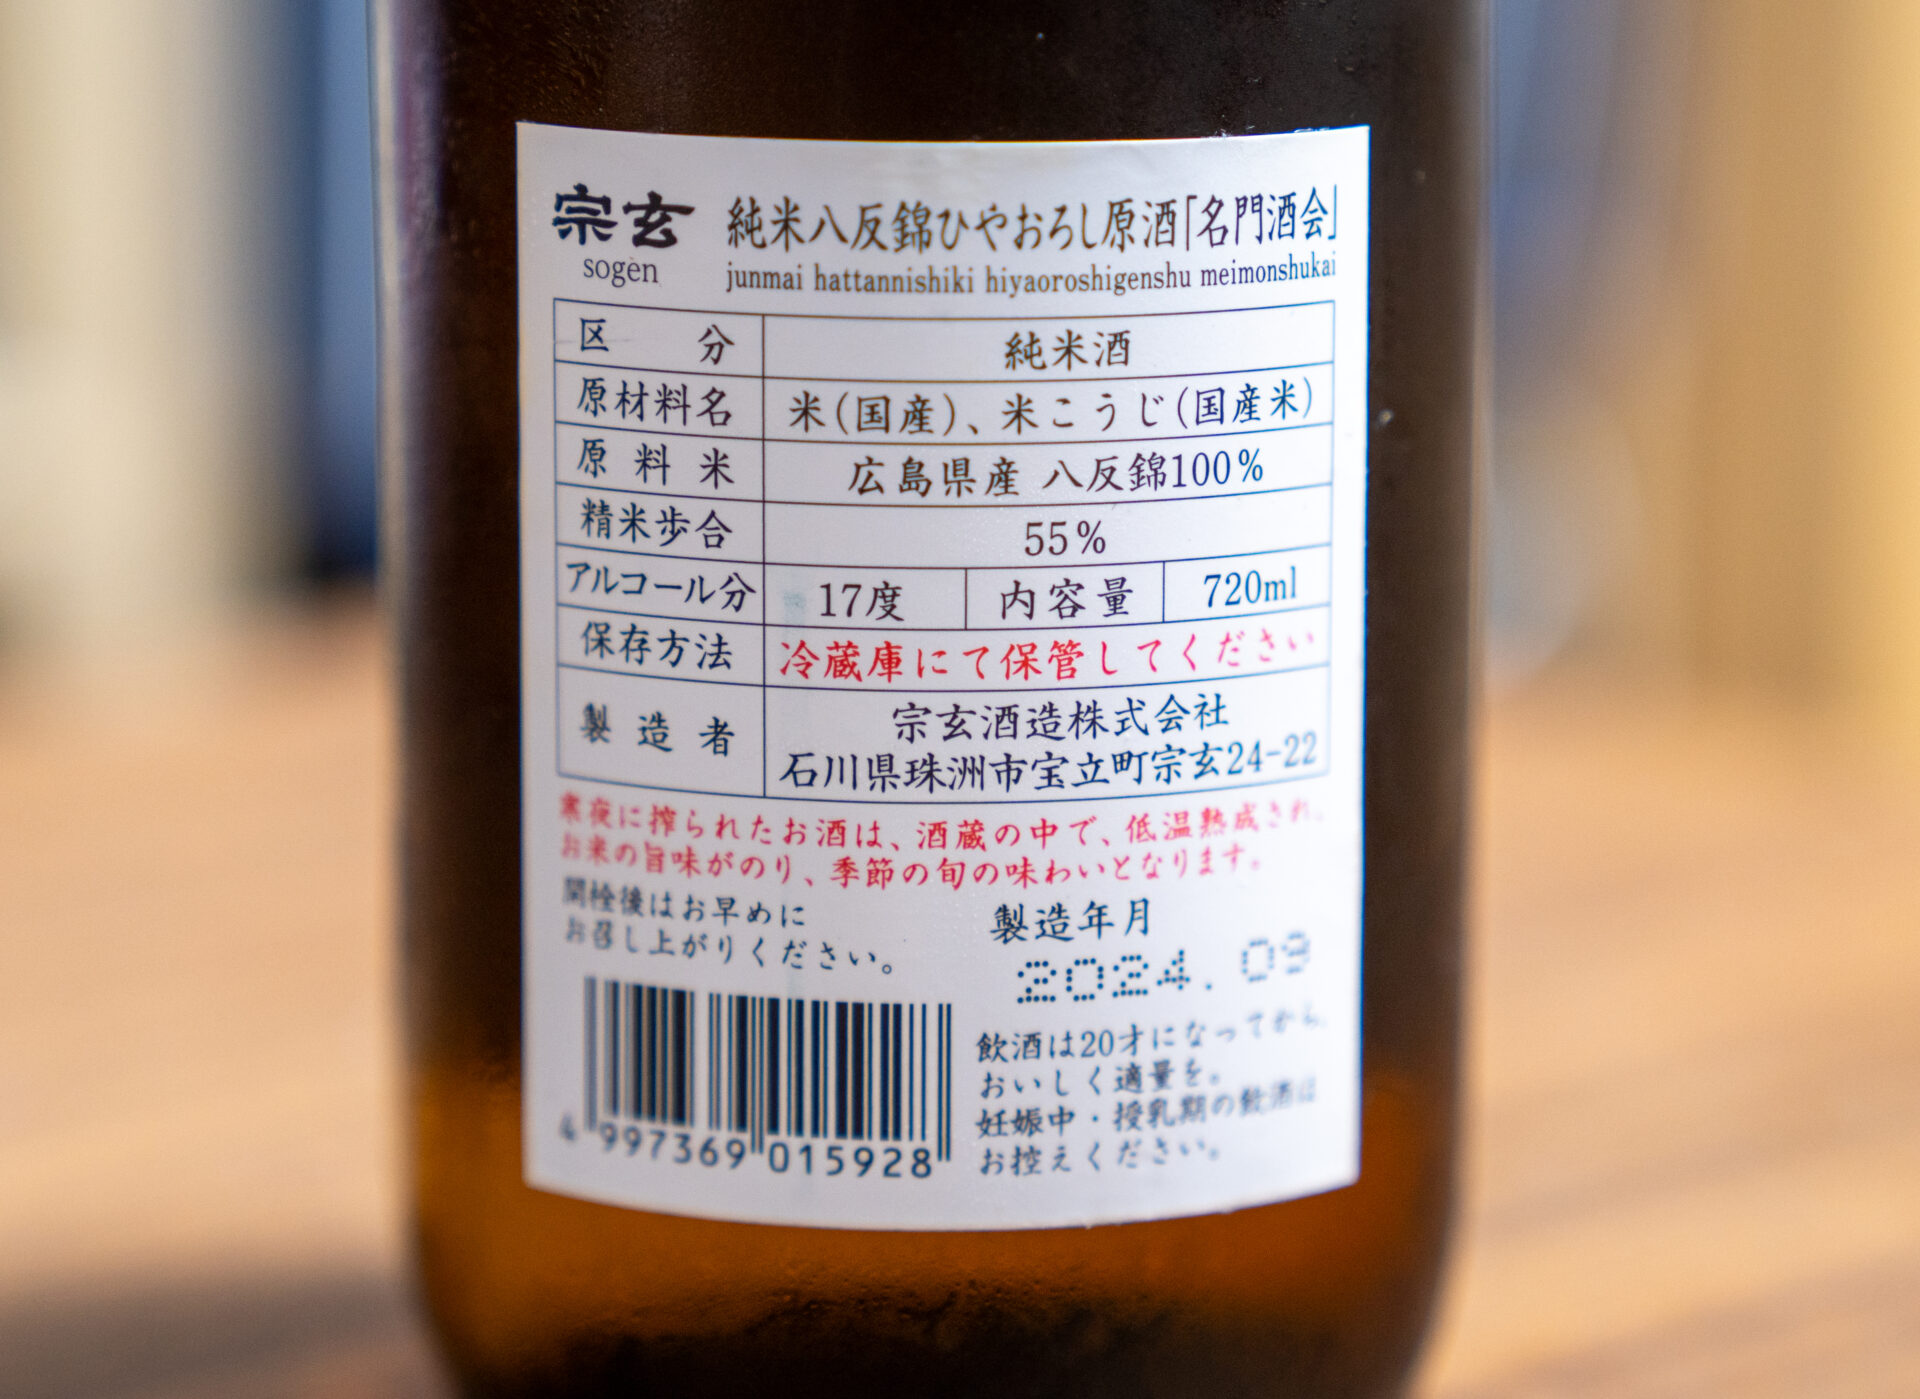 宗玄 純米八反錦ひやおろし原酒「名門酒会」
sogen junmai hattannishiki hiyaoroshigenshu meimonshukai
区分 純米酒
原材料名 米(国産)、米こうじ(国産米)
原料米 広島県産 八反錦100%
精米歩合 55%
アルコール分 17度 内容量 720ml
保存方法 冷蔵庫にて保管してください
製造者 宗玄酒造株式会社
石川県珠洲市宝立町宗玄24-22
寒夜に搾られたお酒は、酒蔵の中で、低温熟成され、
お米の旨味がのり、季節の旬の味わいとなります。
開栓後はお早めに
お召し上がりください。
製造年月
2024.09
飲酒は20才になってから、
おいしく適量を。
妊娠中・授乳期の飲酒は
お控えください。
4 997369 015928